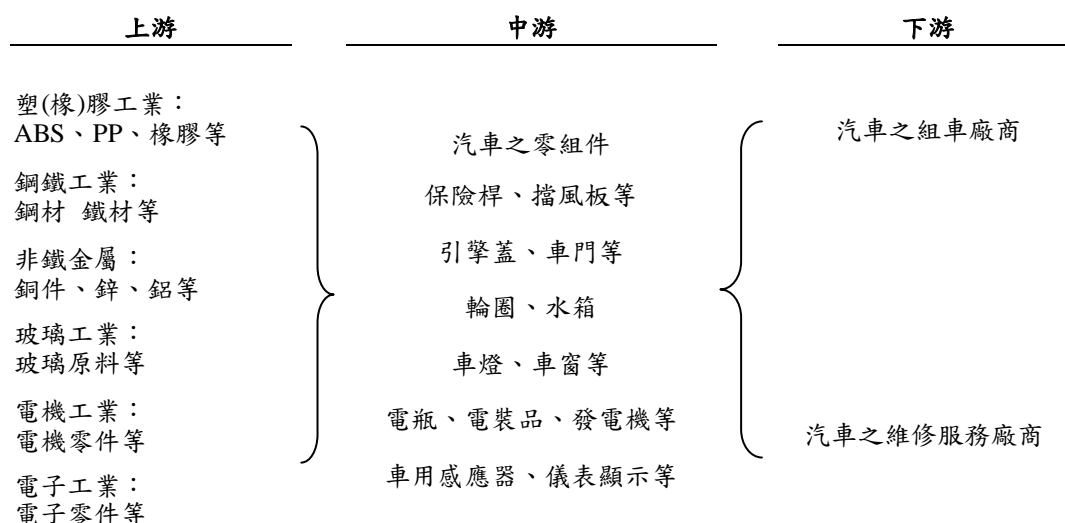 上游
中游
下游
塑(橡)膠工業：
ABS、PP、橡膠等
鋼鐵工業：
鋼材 鐵材等
非鐵金屬：
銅件、鋅、鋁等
玻璃工業：
玻璃原料等
電機工業：
電機零件等
電子工業：
電子零件等
汽車之零組件
保險桿、擋風板等
引擎蓋、車門等
輪圈、水箱
車燈、車窗等
電瓶、電裝品、發電機等
車用感應器、儀表顯示等
汽車之組車廠商
汽車之維修服務廠商